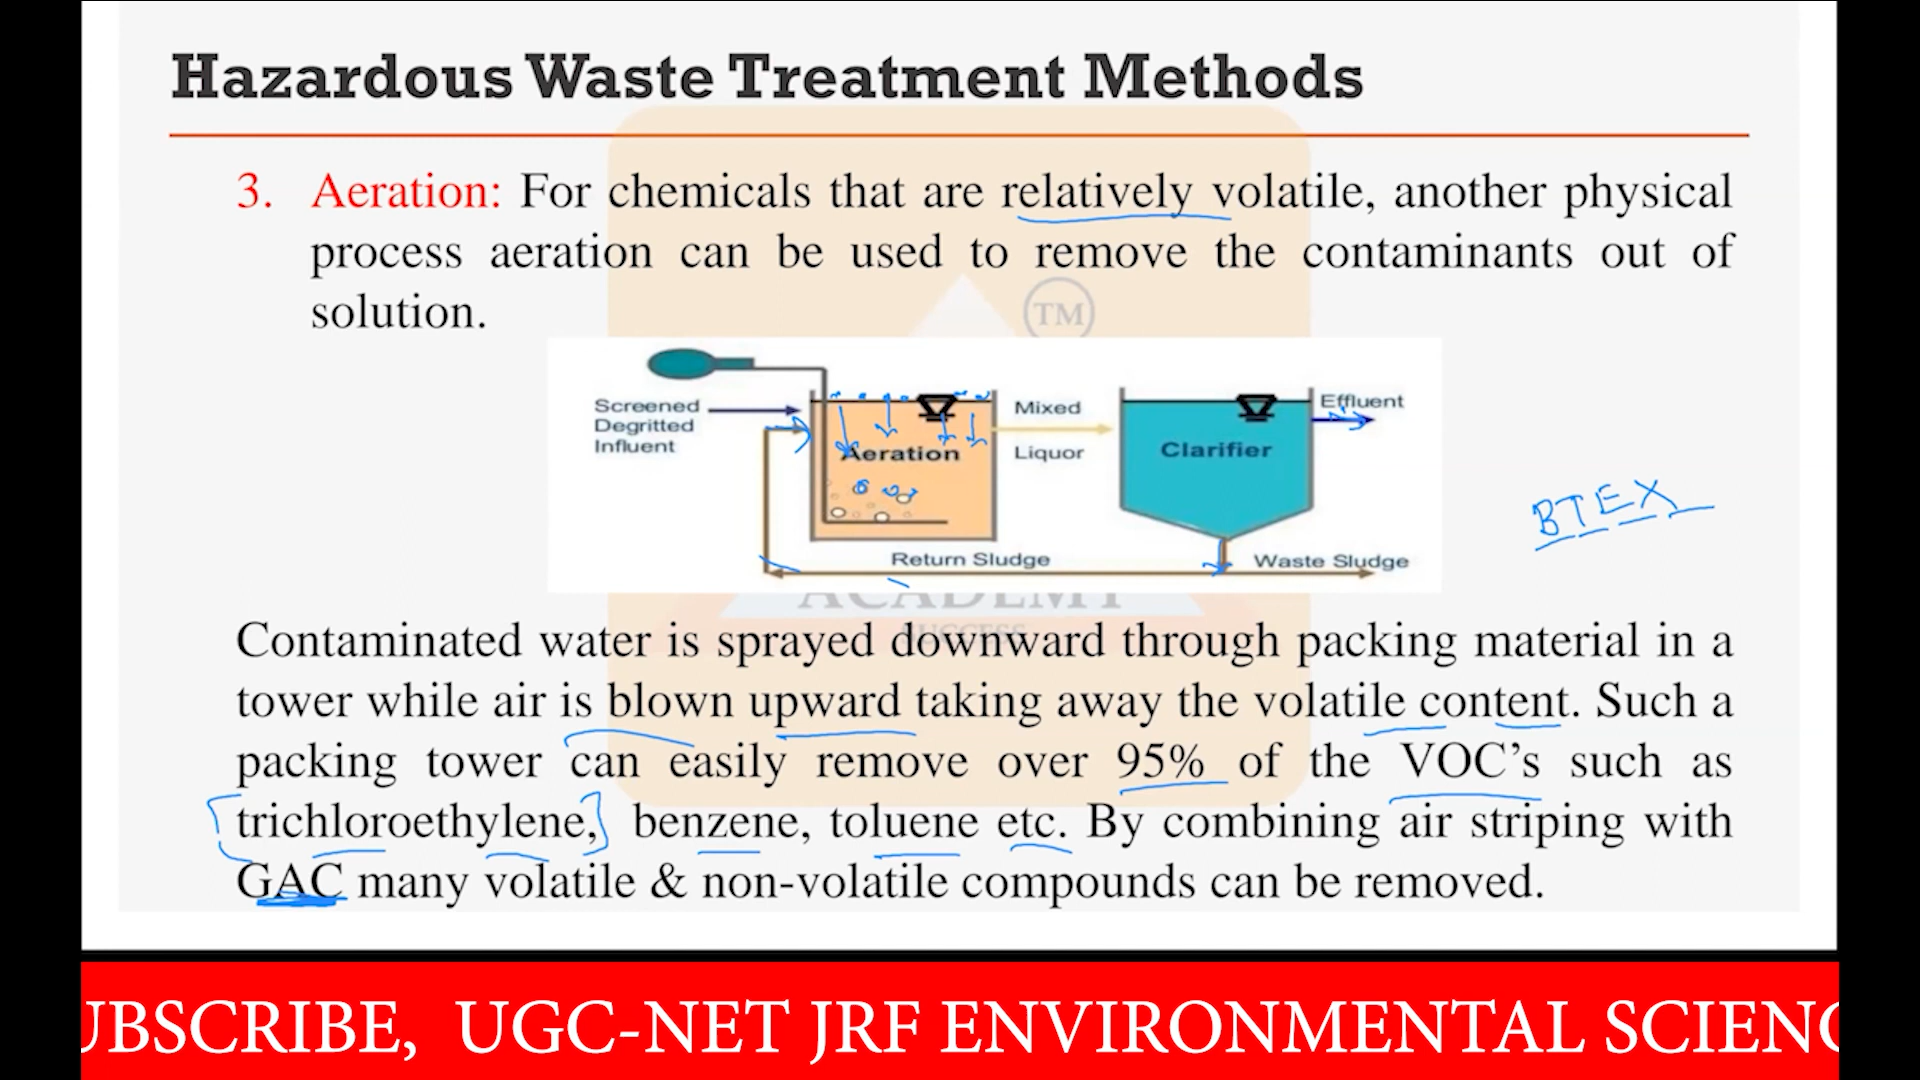 Hazardous Waste Treatment Methods
3. Aeration: For chemicals that are relatively volatile, another physical
process aeration can be used to remove the contaminants out of
solution.
TM
Screened
Degritted
Influent
Aeration
Mixed
Liquor
Clarifier
Effluent
Return Sludge
Waste Sludge
BTEX
ACADEMY
SUCCESS
Contaminated water is sprayed downward through packing material in a
tower while air is blown upward taking away the volatile content. Such a
packing tower can easily remove over 95% of the VOC’s such as
trichloroethylene, benzene, toluene etc. By combining air striping with
GAC many volatile & non-volatile compounds can be removed.
UBSCRIBE, UGC-NET JRF ENVIRONMENTAL SCIENC